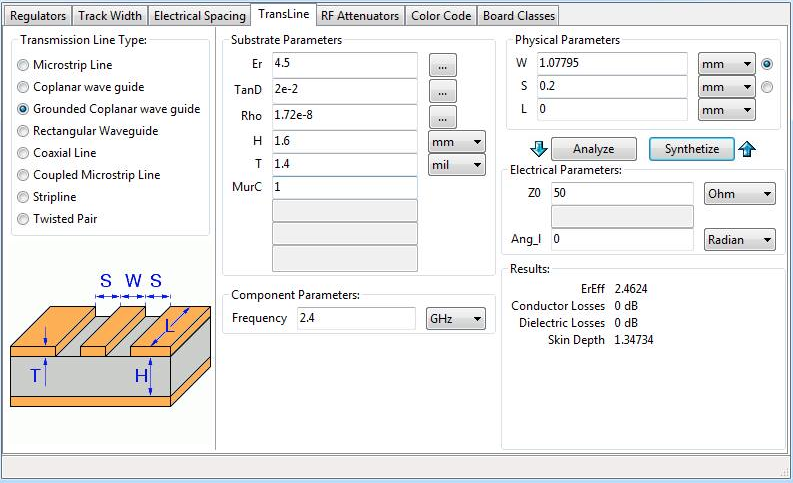 Regulators Track Width Electrical Spacing TransLine RF Attenuators Color Code Board Classes
Transmission Line Type:
Microstrip Line
Coplanar wave guide
Grounded Coplanar wave guide
Rectangular Waveguide
Coaxial Line
Coupled Microstrip Line
Stripline
Twisted Pair
S W S
L
T
H
Substrate Parameters
Er 4.5 ...
TanD 2e-2 ...
Rho 1.72e-8 ...
H 1.6 mm
T 1.4 mil
MurC 1
Component Parameters:
Frequency 2.4 GHz
Physical Parameters
W 1.07795 mm
S 0.2 mm
L 0 mm
Analyze Synthetize
Electrical Parameters:
Z0 50 Ohm
Ang_l 0 Radian
Results:
ErEff 2.4624
Conductor Losses 0 dB
Dielectric Losses 0 dB
Skin Depth 1.34734